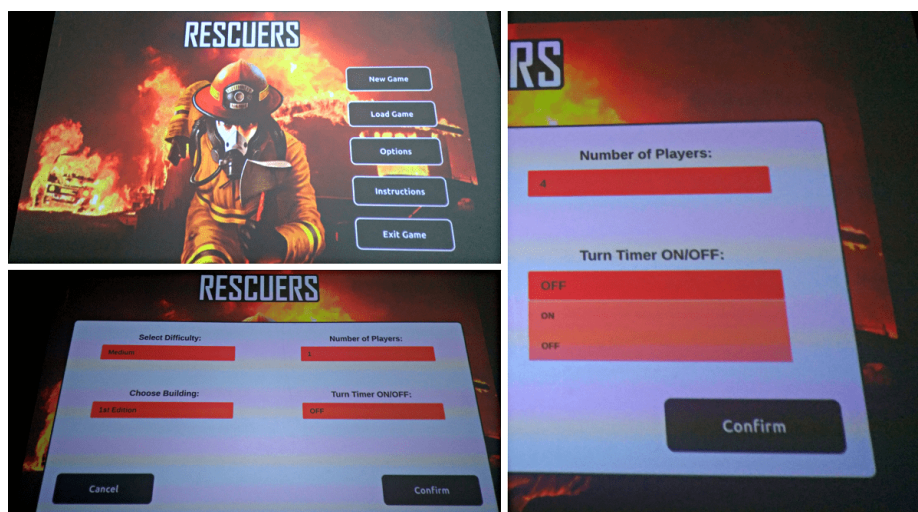 RESCUERS
New Game
Load Game
Options
Instructions
Exit Game
RESCUERS
Select Difficulty:
Medium
Number of Players:
1
Choose Building:
1st Edition
Turn Timer ON/OFF:
OFF
Cancel
Confirm
RS
Number of Players:
4
Turn Timer ON/OFF:
OFF
ON
OFF
Confirm